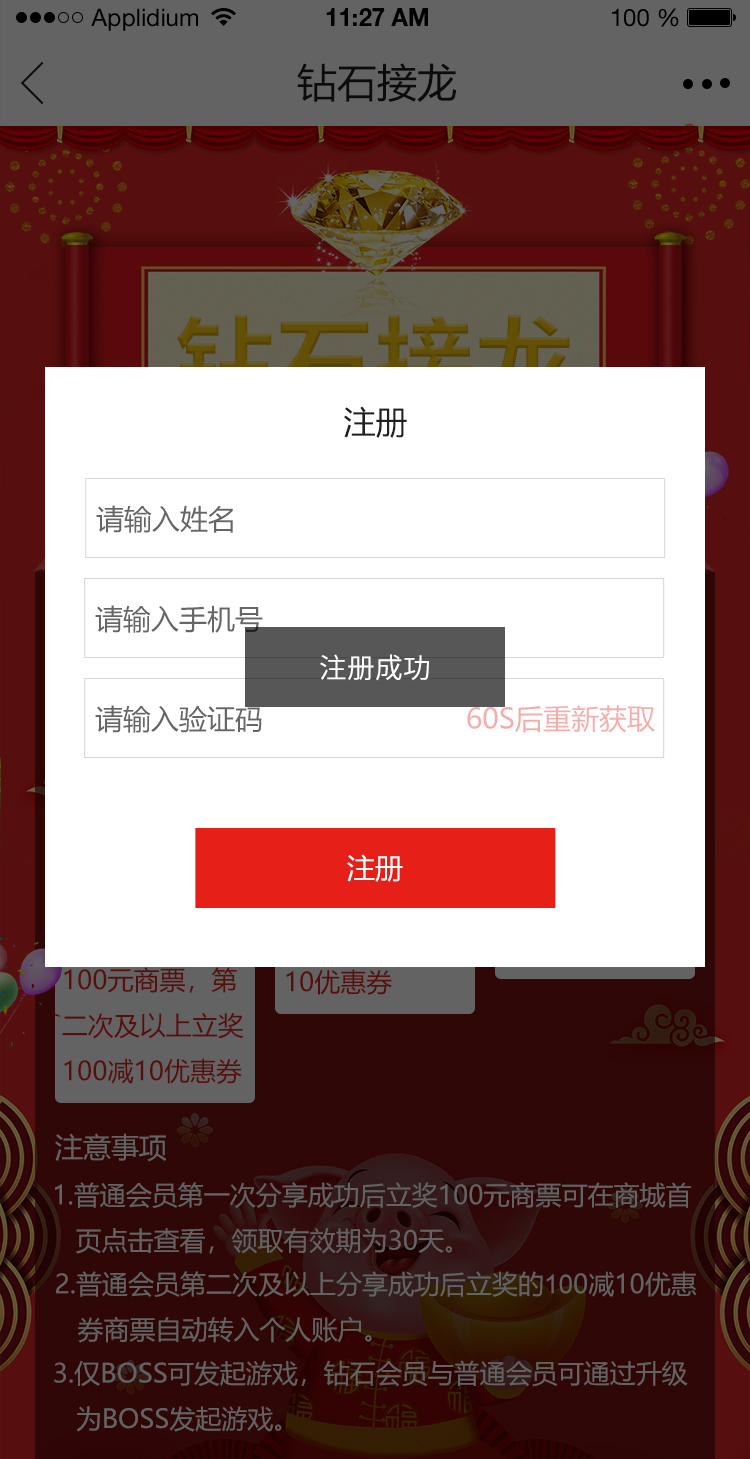 Applidium
11:27 AM
100 %
钻石接龙
钻石接龙
注册
请输入姓名
请输入手机号
注册成功
请输入验证码
60S后重新获取
注册
100元商票，第
二次及以上立奖
100减10优惠券
10优惠券
注意事项
1.普通会员第一次分享成功后立奖100元商票可在商城首
页点击查看，领取有效期为30天。
2.普通会员第二次及以上分享成功后立奖的100减10优惠
券商票自动转入个人账户。
3.仅BOSS可发起游戏，钻石会员与普通会员可通过升级
为BOSS发起游戏。